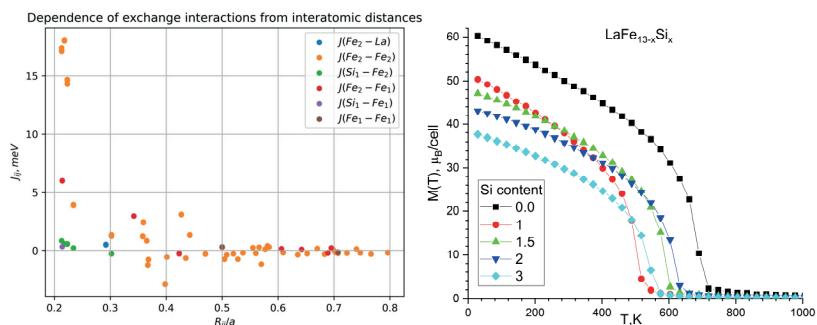 Dependence of exchange interactions from interatomic distances
J(Fe₂ − La)
J(Fe₂ − Fe₂)
J(Si₁ − Fe₂)
J(Fe₂ − Fe₁)
J(Si₁ − Fe₁)
J(Fe₁ − Fe₁)
15
10
5
0
Jij, meV
0.2 0.3 0.4 0.5 0.6 0.7 0.8
Rij/a
LaFe₁₃₋ₓSiₓ
60
50
40
30
20
10
0
M(T), μB/cell
Si content
0.0
1
1.5
2
3
0 200 400 600 800 1000
T,K